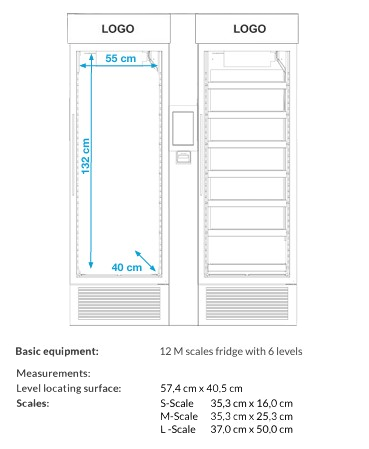 LOGO
LOGO
55 cm
132 cm
40 cm
Basic equipment: 12 M scales fridge with 6 levels
Measurements:
Level locating surface: 57,4 cm x 40,5 cm
Scales: S-Scale 35,3 cm x 16,0 cm
M-Scale 35,3 cm x 25,3 cm
L -Scale 37,0 cm x 50,0 cm